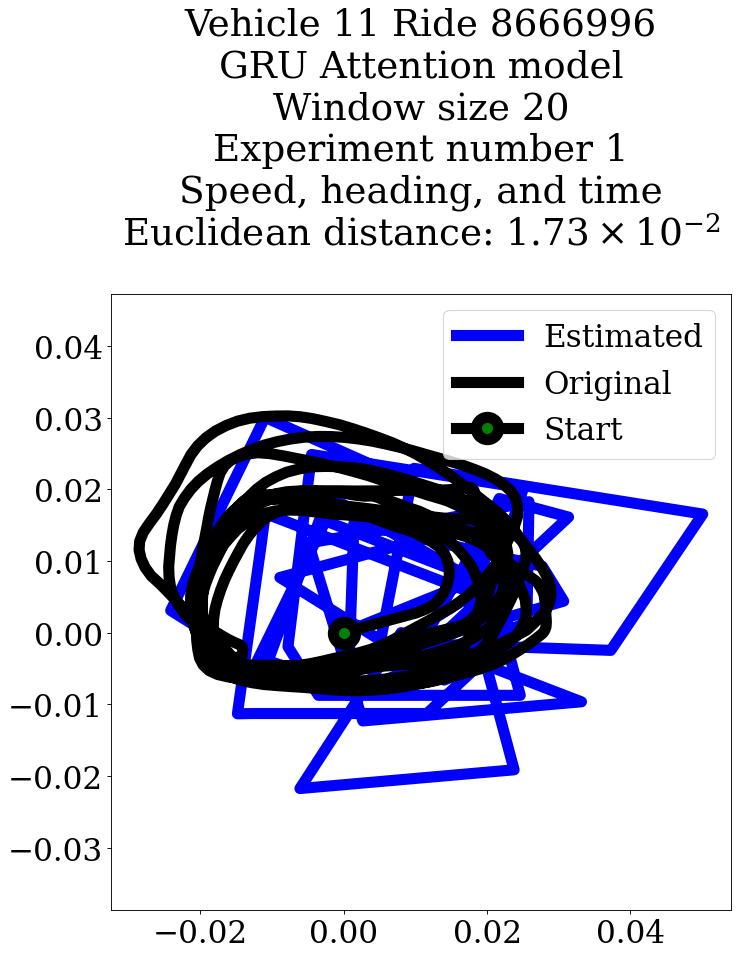 Vehicle 11 Ride 8666996
GRU Attention model
Window size 20
Experiment number 1
Speed, heading, and time
Euclidean distance: 1.73 × 10⁻²
Estimated
Original
Start
0.04
0.03
0.02
0.01
0.00
−0.01
−0.02
−0.03
−0.02 0.00 0.02 0.04